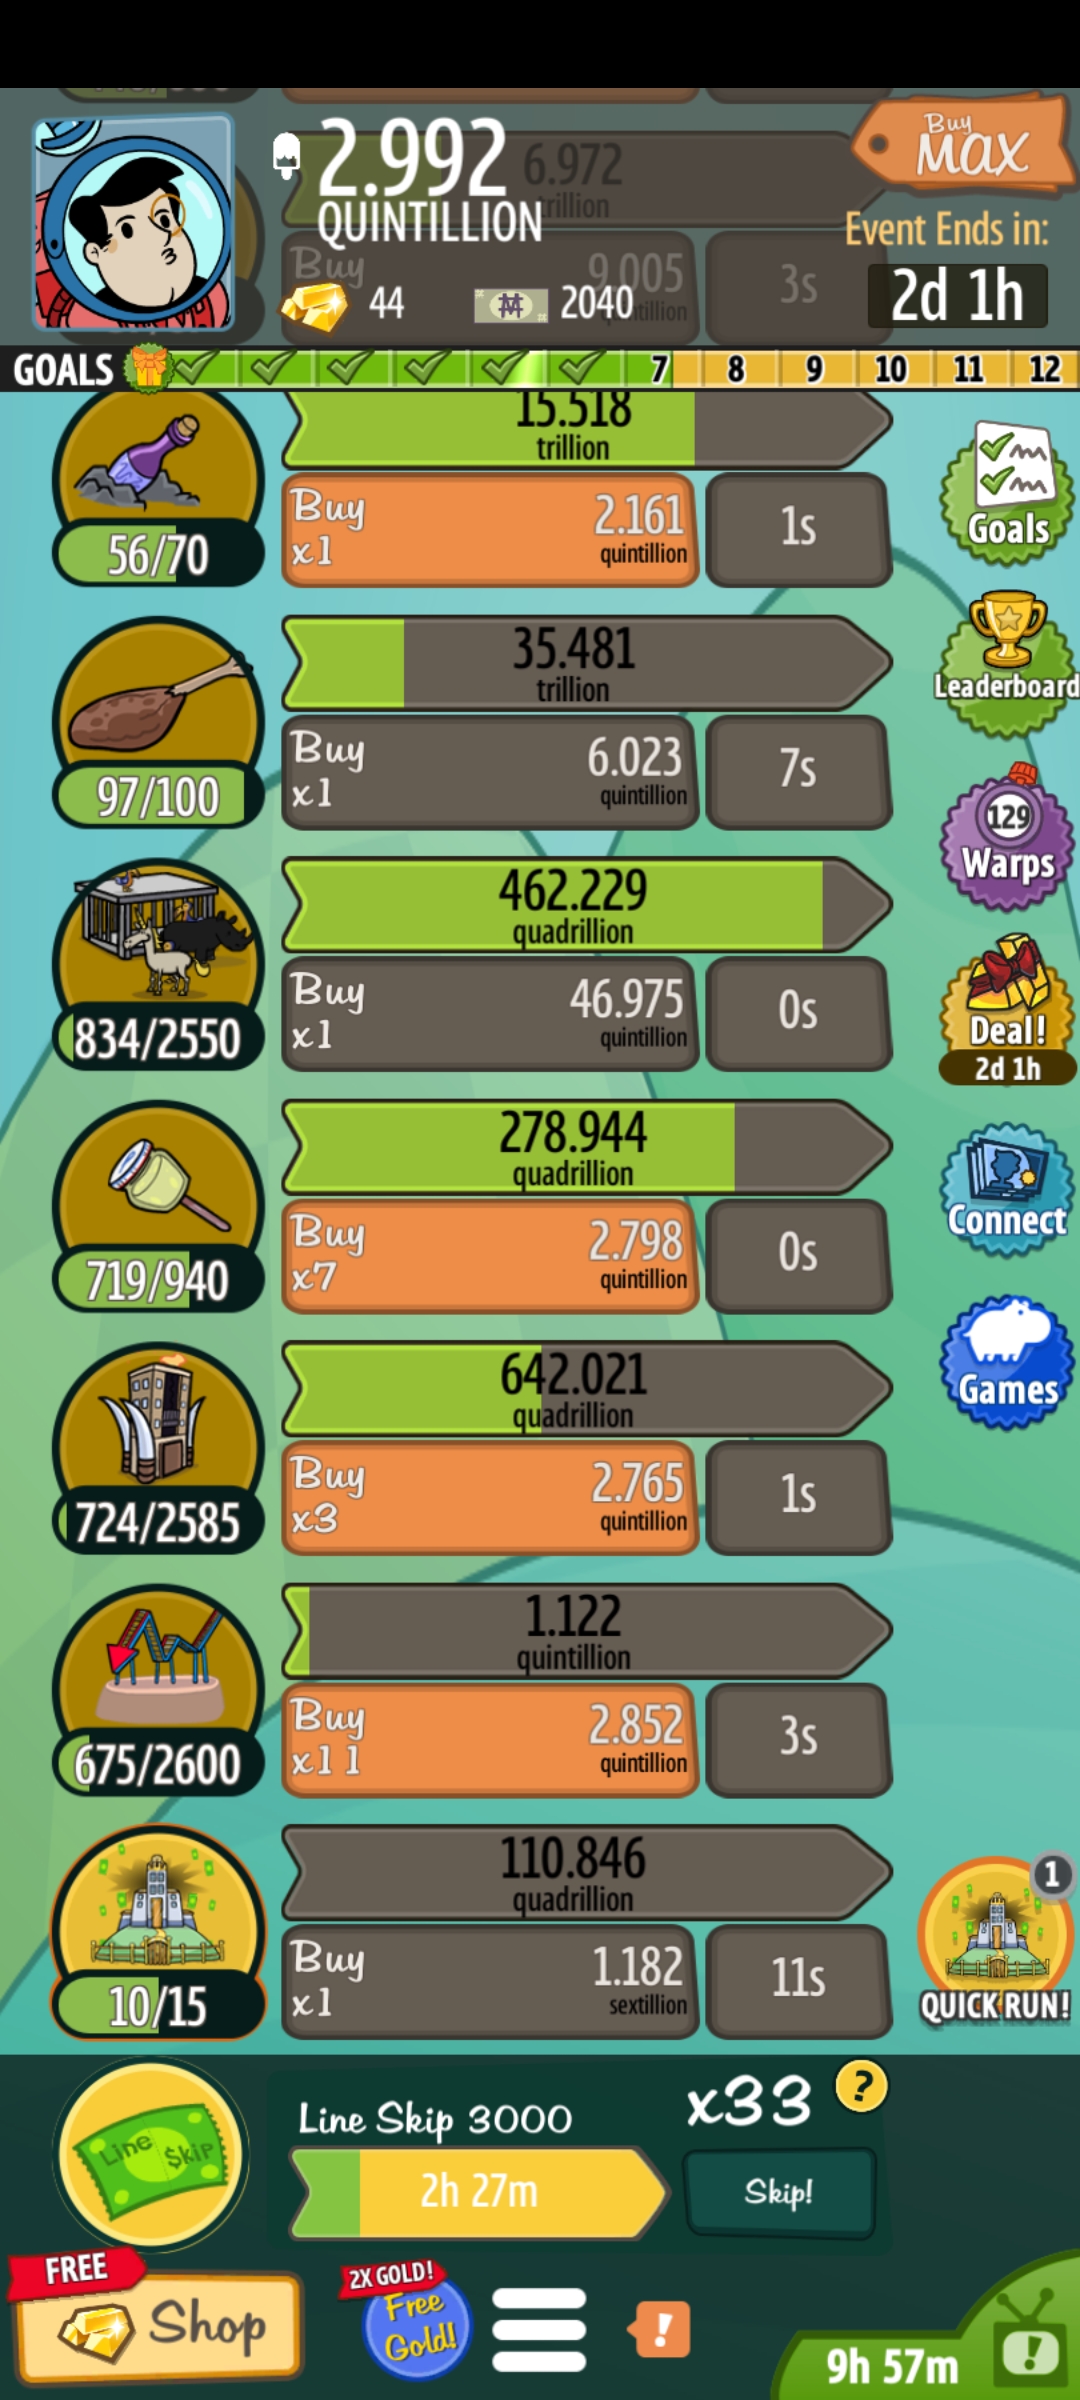 2.992
QUINTILLION
Buy
MAX
6.972
trillion
Event Ends in:
2d 1h
Buy
9.005
3s
44
2040
GOALS
7
8
9
10
11
12
15.518
trillion
56/70
Buy
x1
2.161
quintillion
1s
Goals
35.481
trillion
97/100
Buy
x1
6.023
quintillion
7s
Leaderboard
462.229
quadrillion
834/2550
Buy
x1
46.975
quintillion
0s
129
Warps
Deal!
2d 1h
278.944
quadrillion
719/940
Buy
x7
2.798
quintillion
0s
Connect
642.021
quadrillion
724/2585
Buy
x3
2.765
quintillion
1s
Games
1.122
quintillion
675/2600
Buy
x11
2.852
quintillion
3s
110.846
quadrillion
10/15
Buy
x1
1.182
sextillion
11s
1
QUICK RUN!
Line $kip
Line Skip 3000
x33
?
2h 27m
Skip!
FREE
Shop
2X GOLD!
Free
Gold!
!
9h 57m
!